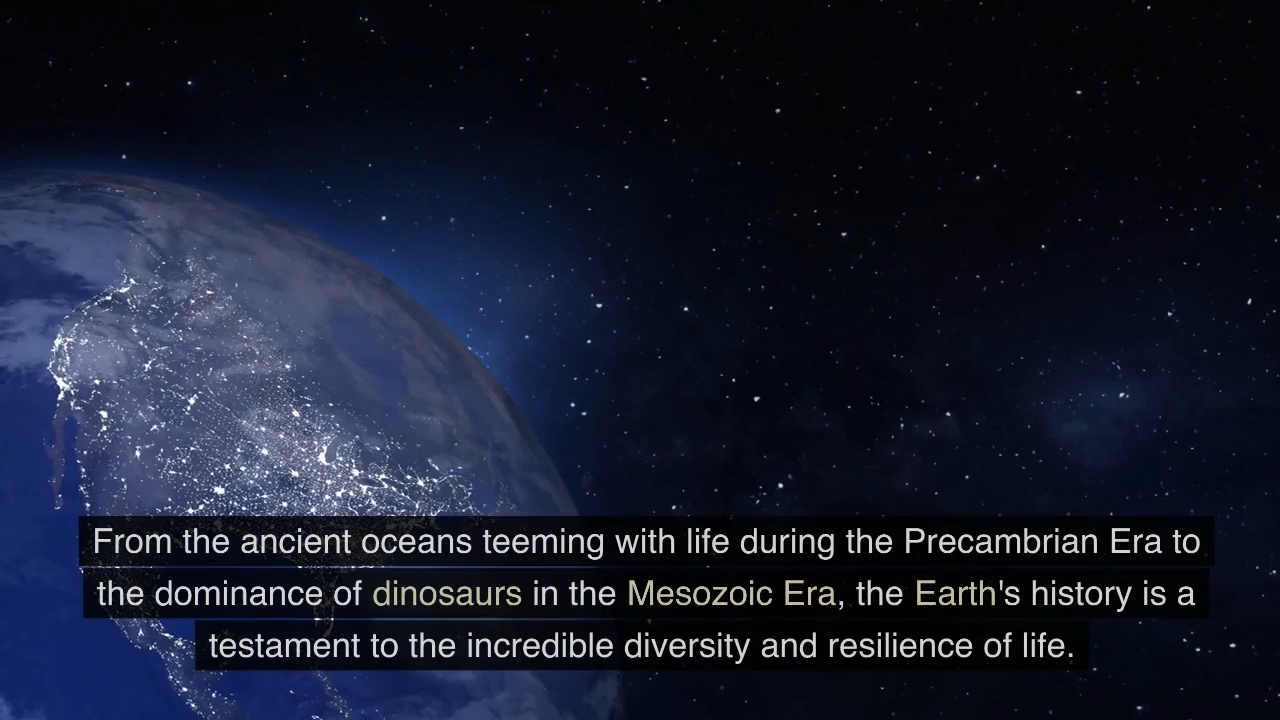 From the ancient oceans teeming with life during the Precambrian Era to
the dominance of dinosaurs in the Mesozoic Era, the Earth's history is a
testament to the incredible diversity and resilience of life.